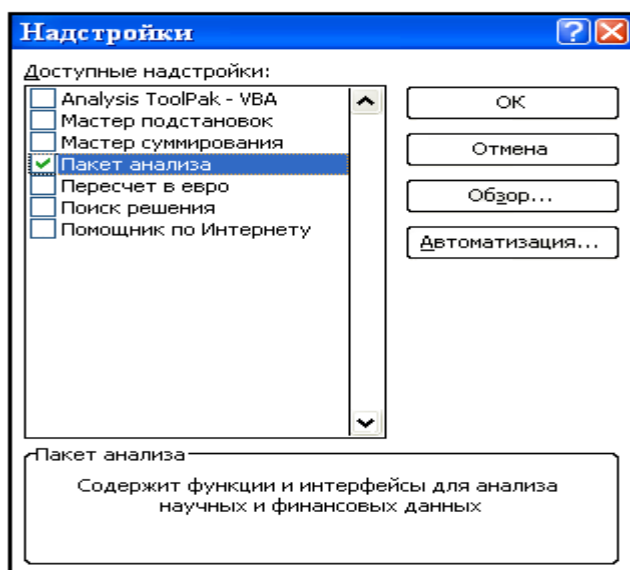 Надстройки
Доступные надстройки:
Analysis ToolPak - VBA
Мастер подстановок
Мастер суммирования
Пакет анализа
Пересчет в евро
Поиск решения
Помощник по Интернету
ОК
Отмена
Обзор...
Автоматизация...
Пакет анализа
Содержит функции и интерфейсы для анализа
научных и финансовых данных